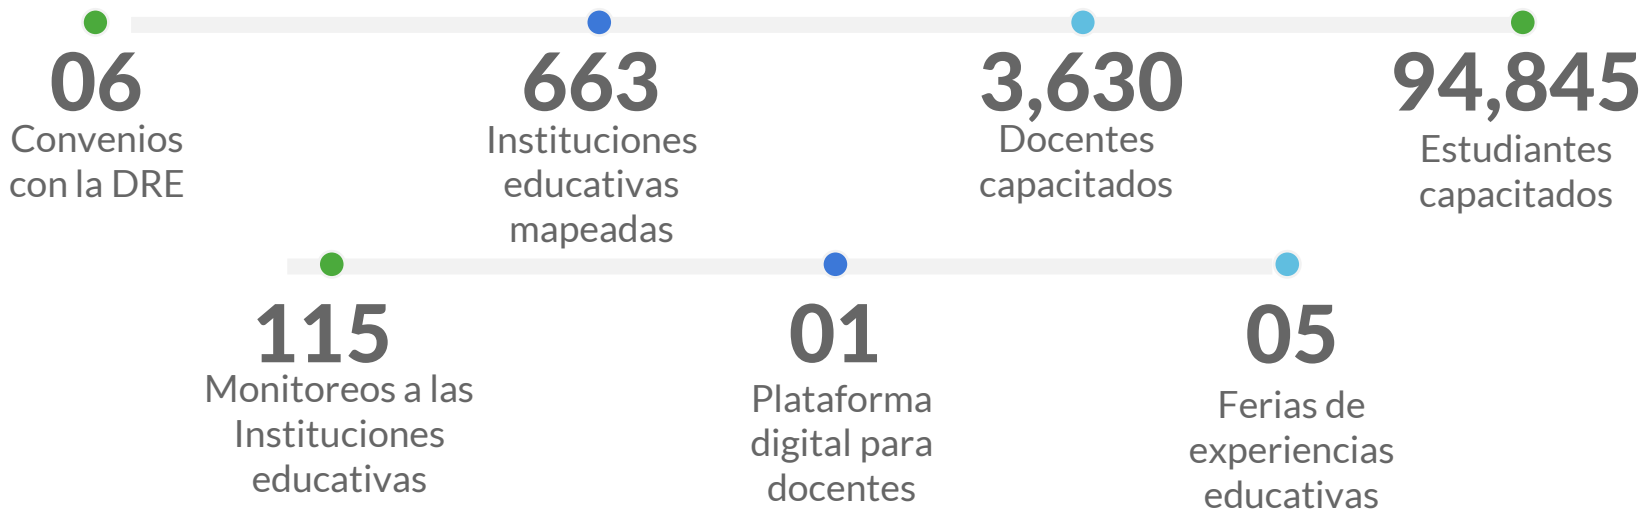 06
Convenios
con la DRE
663
Instituciones
educativas
mapeadas
3,630
Docentes
capacitados
94,845
Estudiantes
capacitados
115
Monitoreos a las
Instituciones
educativas
01
Plataforma
digital para
docentes
05
Ferias de
experiencias
educativas